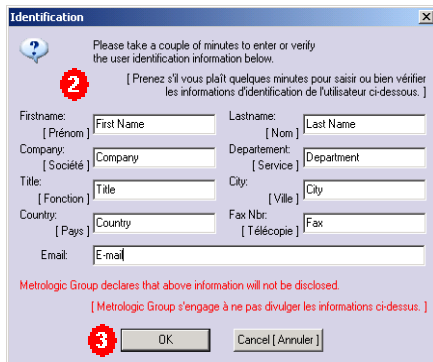 Identification
Please take a couple of minutes to enter or verify
the user identification information below.
2
[ Prenez s'il vous plaît quelques minutes pour saisir ou bien vérifier
les informations d'identification de l'utilisateur ci-dessous. ]
Firstname: First Name Lastname: Last Name
[ Prénom ] [ Nom ]
Company: Company Departement: Department
[ Société ] [ Service ]
Title: Title City: City
[ Fonction ] [ Ville ]
Country: Country Fax Nbr: Fax
[ Pays ] [ Télécopie ]
Email: E-mail
Metrologic Group declares that above information will not be disclosed.
[ Metrologic Group s'engage à ne pas divulger les informations ci-dessus. ]
3 OK Cancel [ Annuler ]